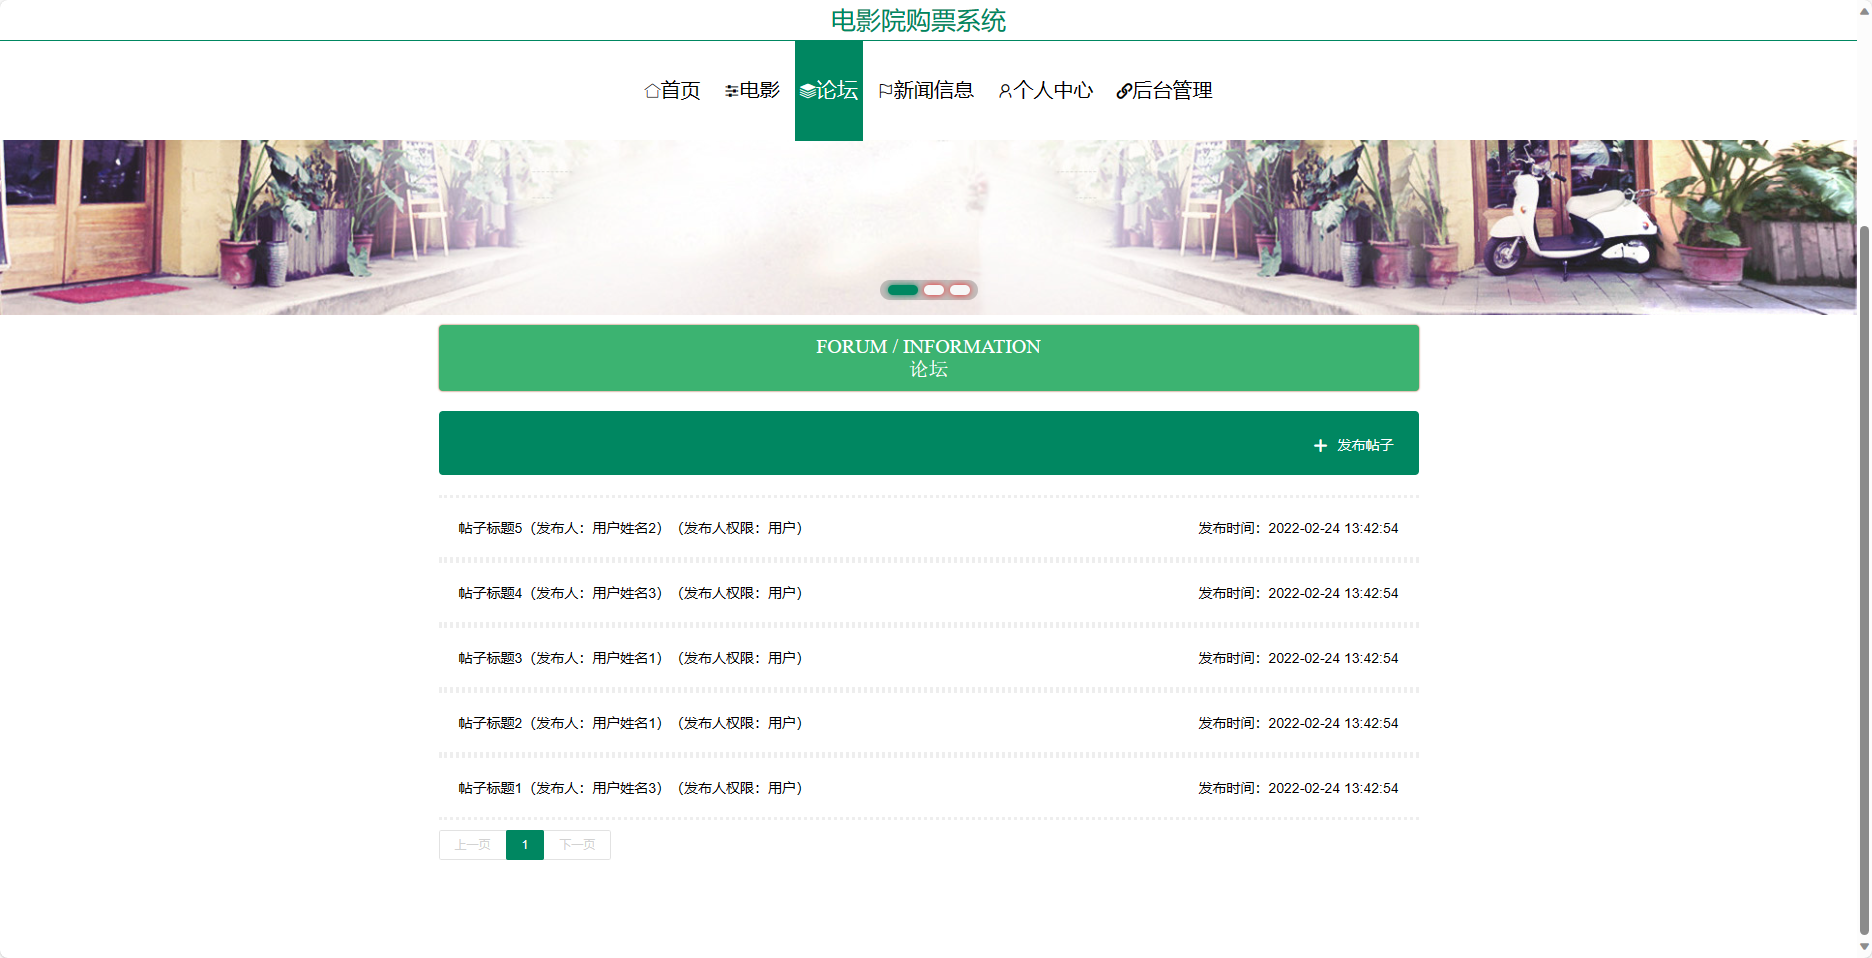 电影院购票系统
首页 电影 论坛 新闻信息 个人中心 后台管理
FORUM / INFORMATION
论坛
发布帖子
帖子标题5（发布人：用户姓名2）（发布人权限：用户） 发布时间：2022-02-24 13:42:54
帖子标题4（发布人：用户姓名3）（发布人权限：用户） 发布时间：2022-02-24 13:42:54
帖子标题3（发布人：用户姓名1）（发布人权限：用户） 发布时间：2022-02-24 13:42:54
帖子标题2（发布人：用户姓名1）（发布人权限：用户） 发布时间：2022-02-24 13:42:54
帖子标题1（发布人：用户姓名3）（发布人权限：用户） 发布时间：2022-02-24 13:42:54
上一页 1 下一页